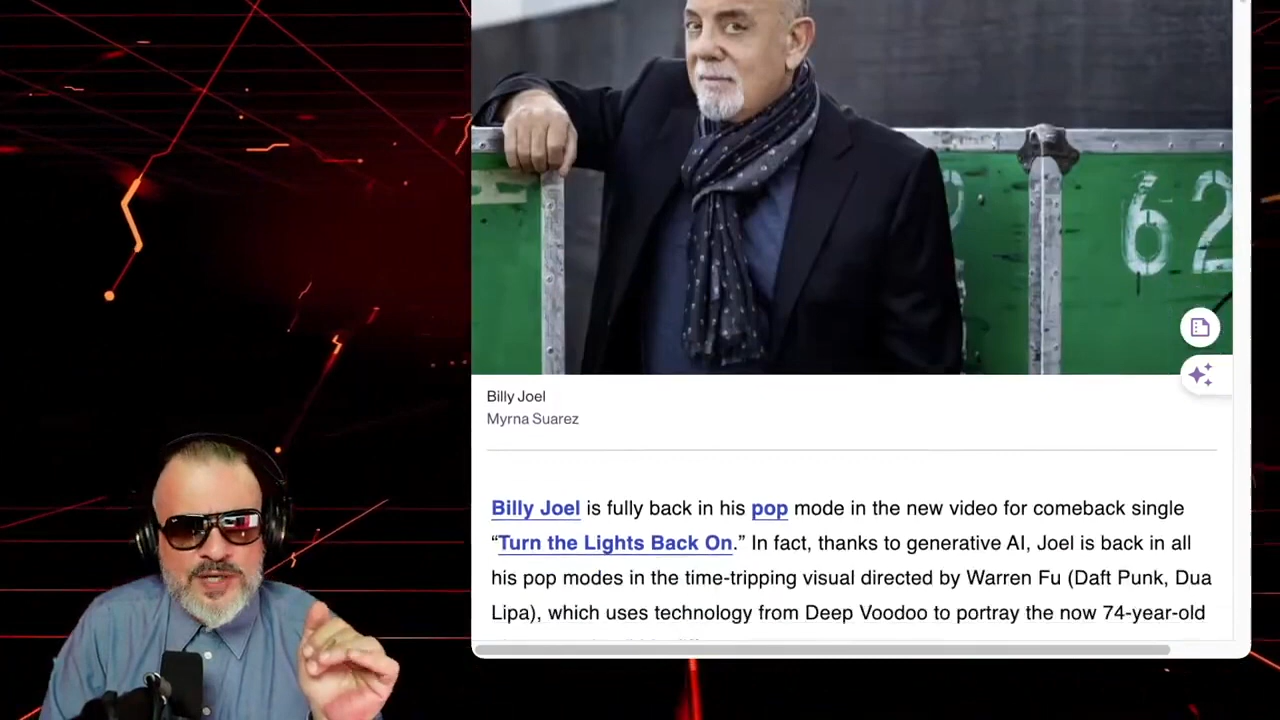 62
Billy Joel
Myrna Suarez
Billy Joel is fully back in his pop mode in the new video for comeback single
“Turn the Lights Back On.” In fact, thanks to generative AI, Joel is back in all
his pop modes in the time-tripping visual directed by Warren Fu (Daft Punk, Dua
Lipa), which uses technology from Deep Voodoo to portray the now 74-year-old